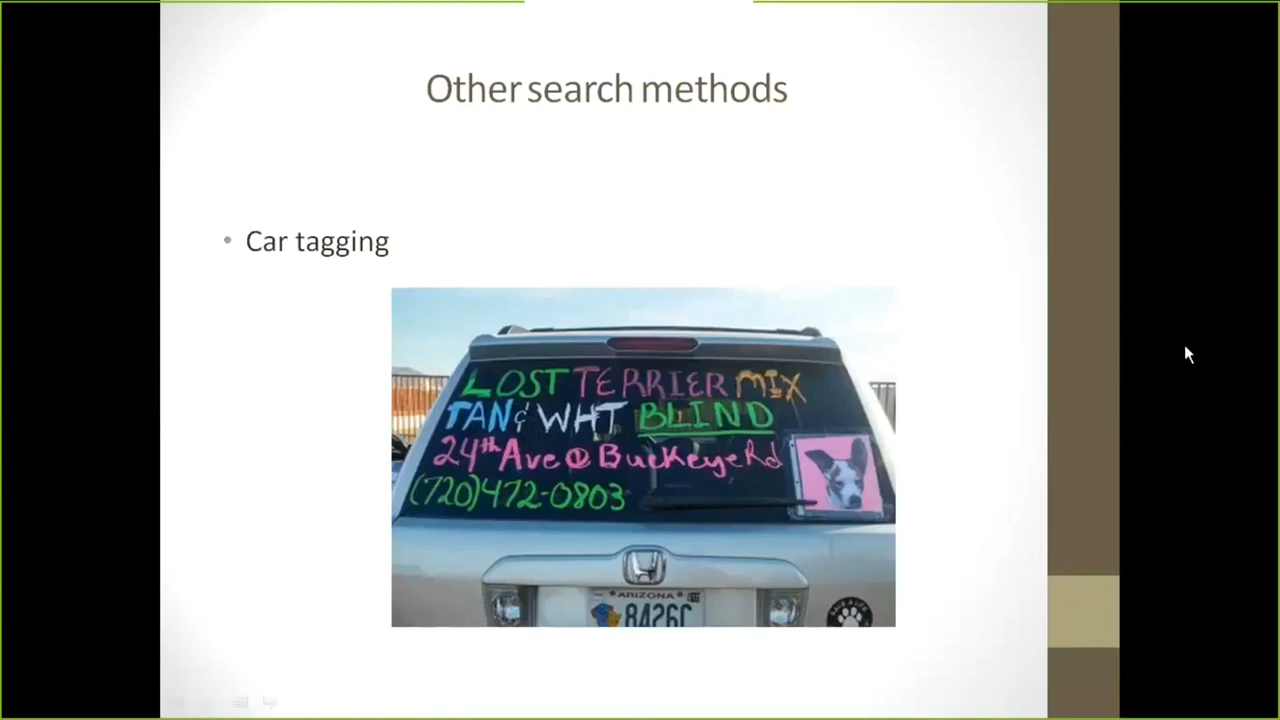 Other search methods
• Car tagging
LOST TERRIER MIX
TAN & WHT BLIND
24th Ave @ Buckeye Rd
(720)472-0803
ARIZONA
8426C